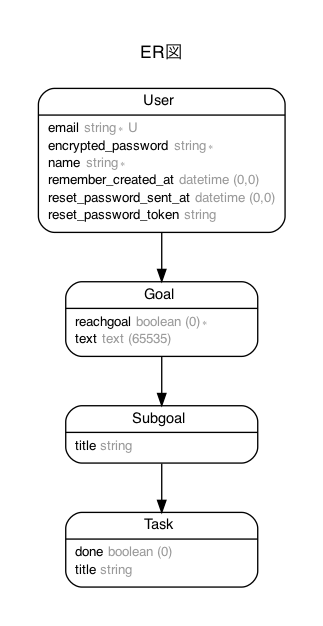 ER図
User
email string∗ U
encrypted_password string∗
name string∗
remember_created_at datetime (0,0)
reset_password_sent_at datetime (0,0)
reset_password_token string
Goal
reachgoal boolean (0)∗
text text (65535)
Subgoal
title string
Task
done boolean (0)
title string